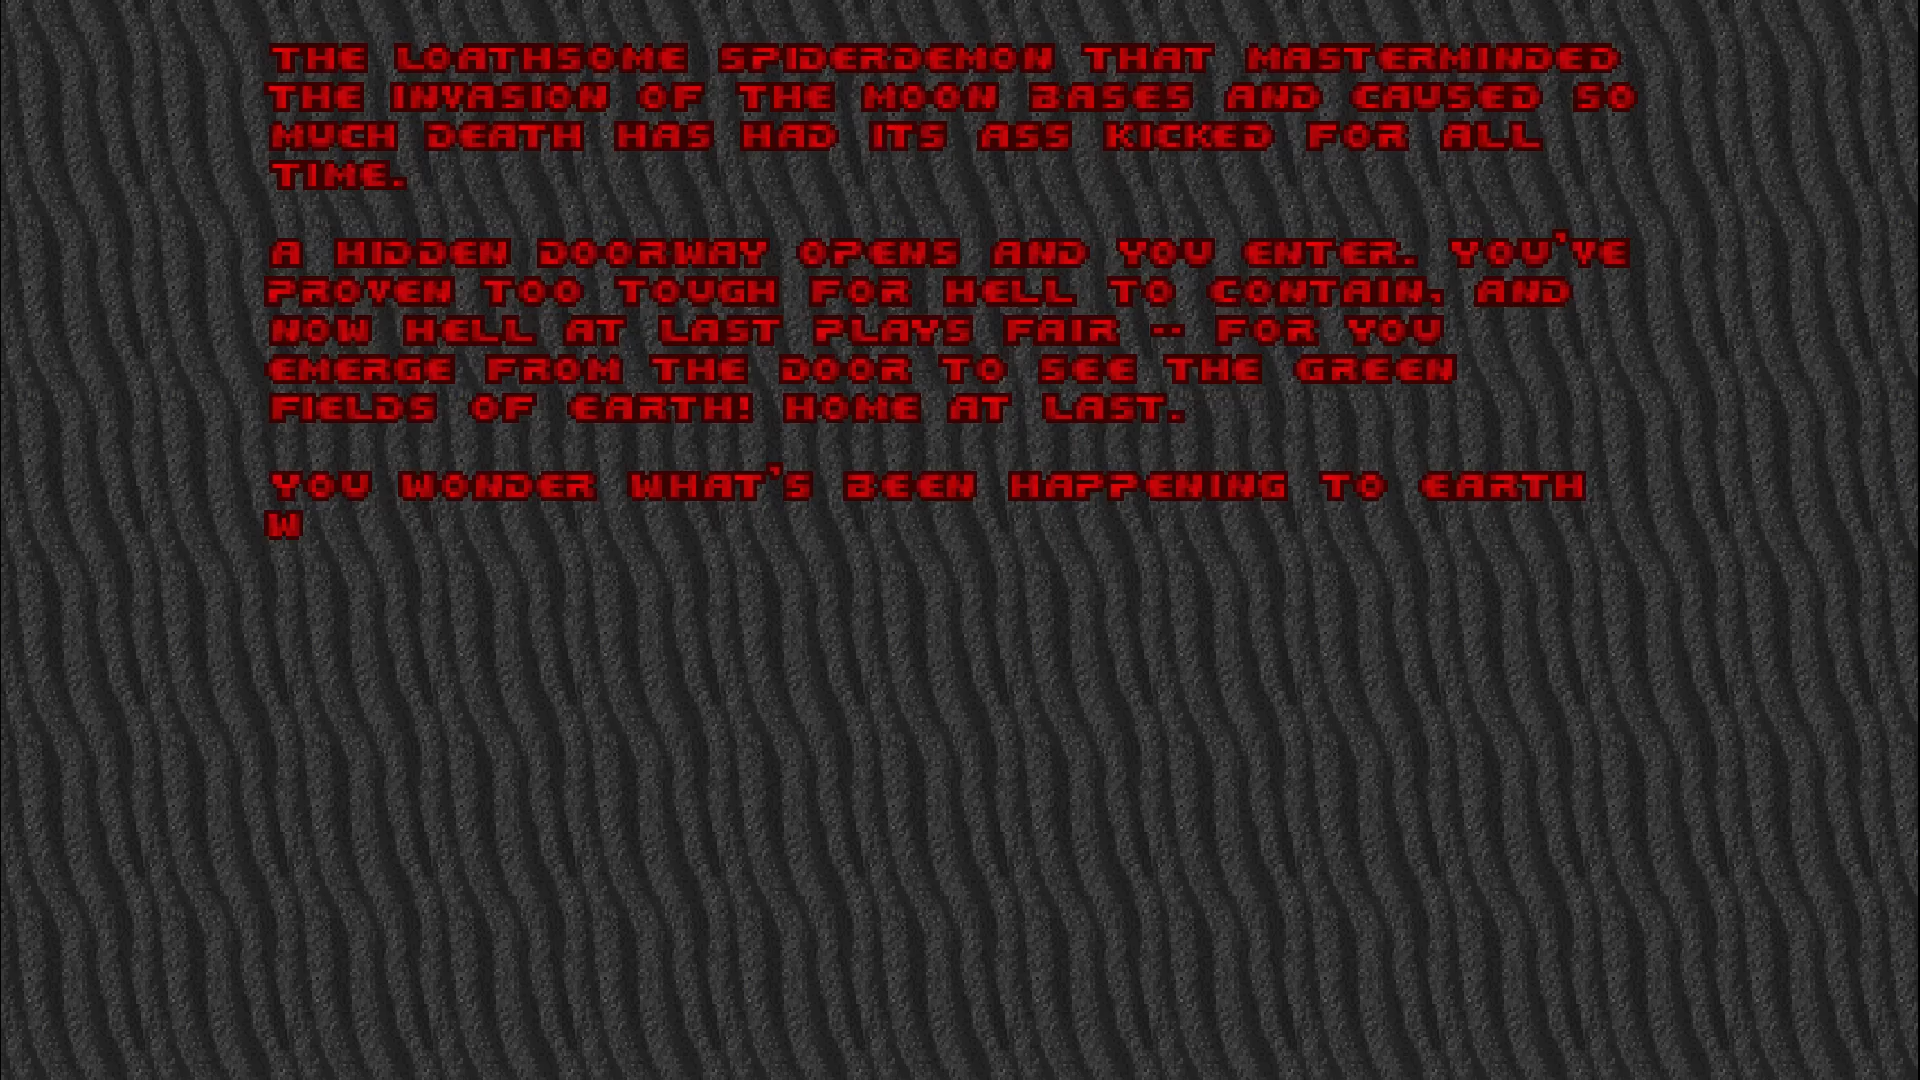 THE LOATHSOME SPIDERDEMON THAT MASTERMINDED
THE INVASION OF THE MOON BASES AND CAUSED SO
MUCH DEATH HAS HAD ITS ASS KICKED FOR ALL
TIME.
A HIDDEN DOORWAY OPENS AND YOU ENTER. YOU'VE
PROVEN TOO TOUGH FOR HELL TO CONTAIN, AND
NOW HELL AT LAST PLAYS FAIR -- FOR YOU
EMERGE FROM THE DOOR TO SEE THE GREEN
FIELDS OF EARTH! HOME AT LAST.
YOU WONDER WHAT'S BEEN HAPPENING TO EARTH
W